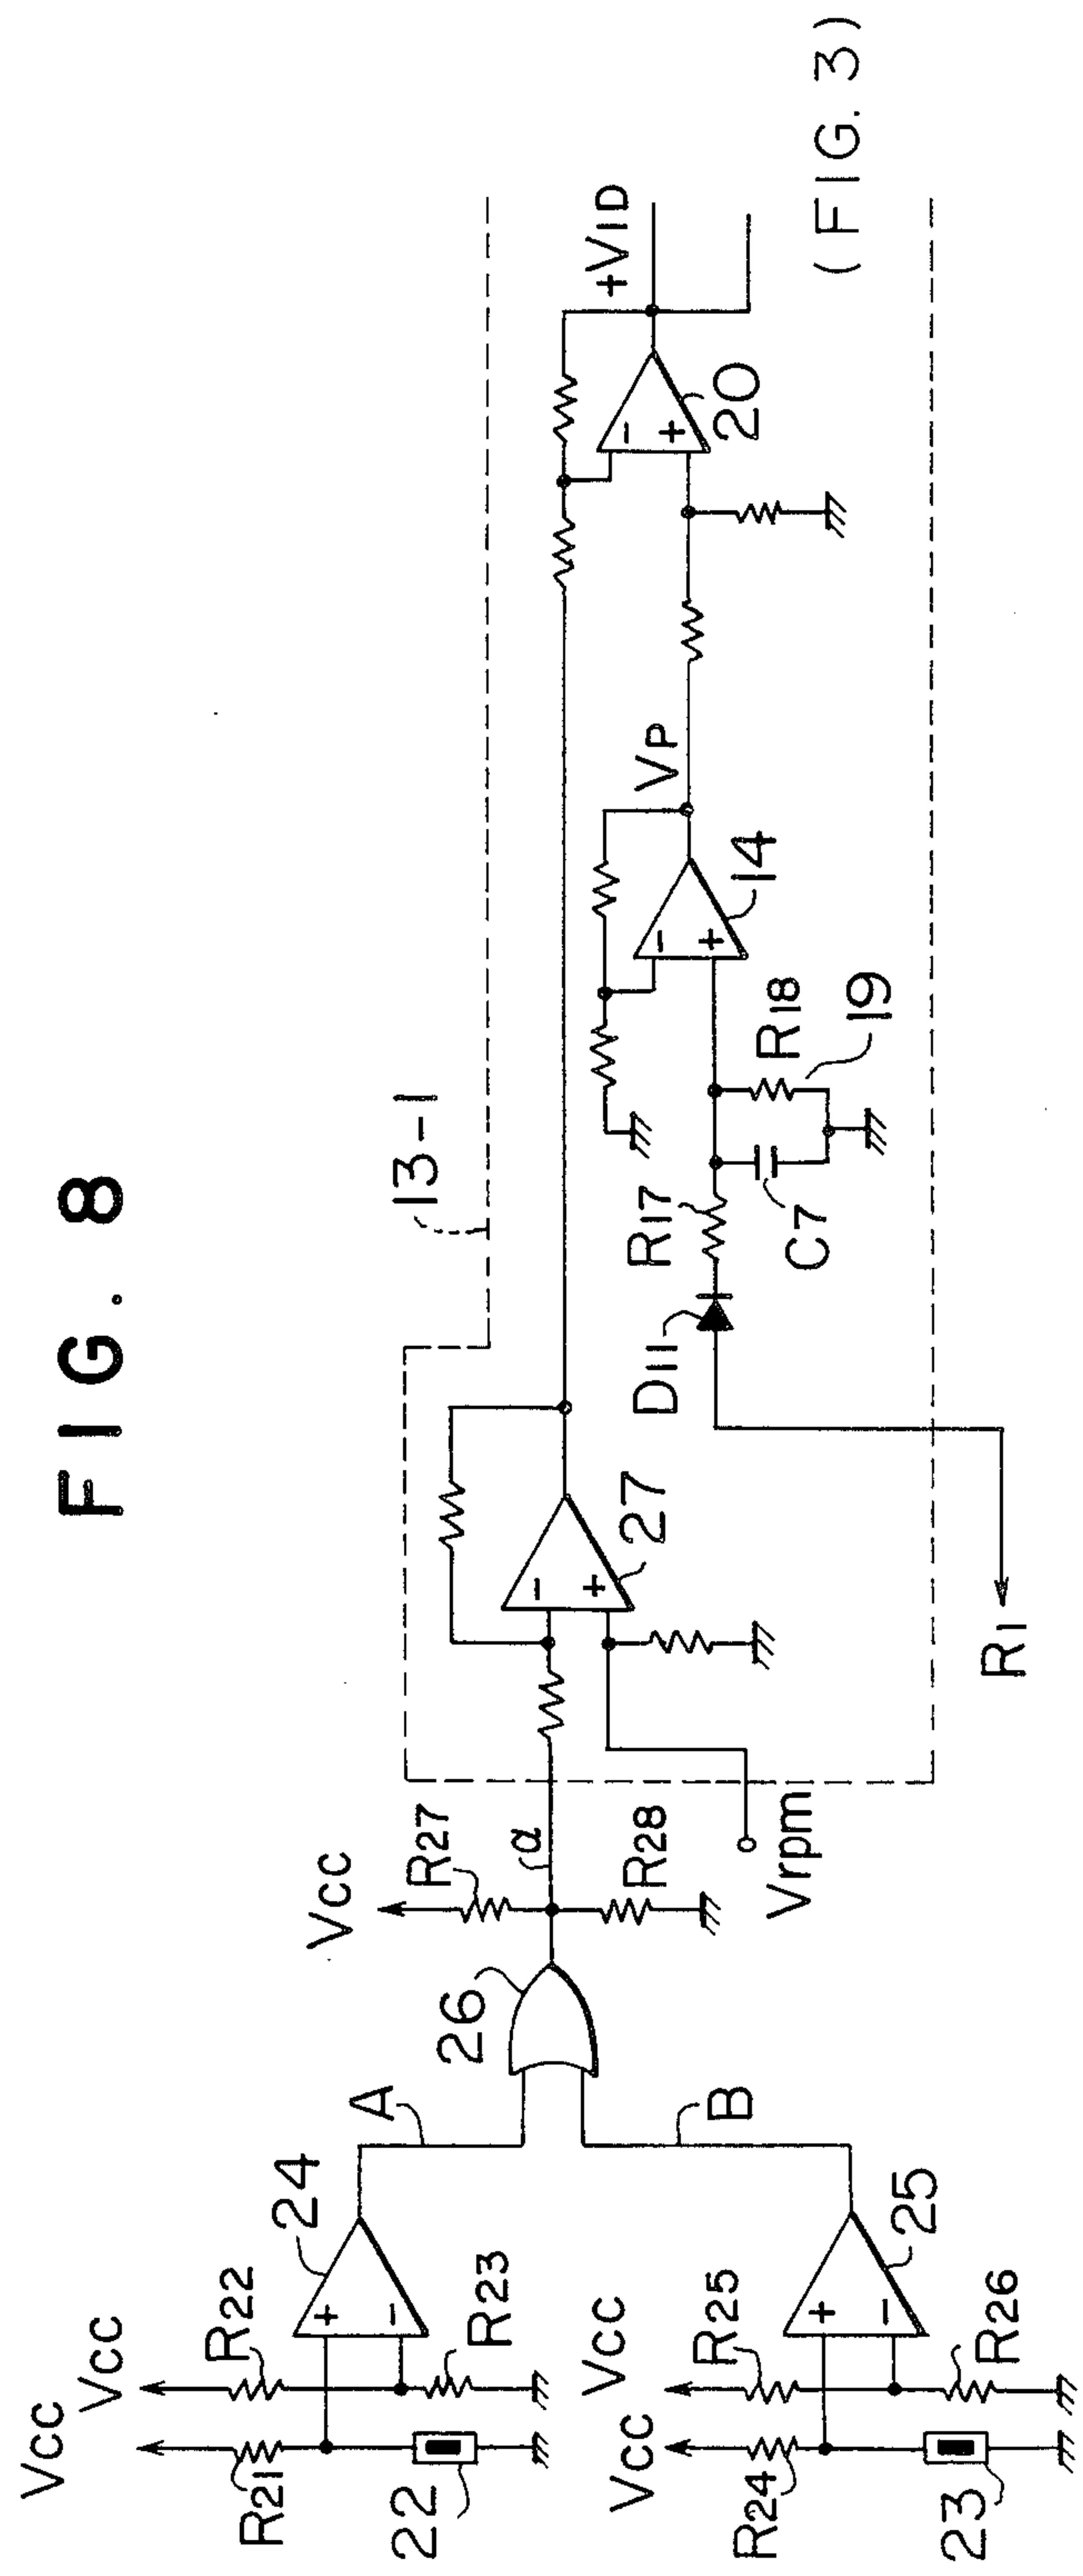 FIG. 8
Vcc
Vcc
R21
R22
24
+
-
22
R23
A
Vcc
Vcc
R24
R25
25
+
-
23
R26
B
26
Vcc
R27
α
R28
Vrpm
13-1
-
+
27
R1
D11
R17
C7
R18
19
-
+
14
VP
-
+
20
+VID
(FIG. 3)